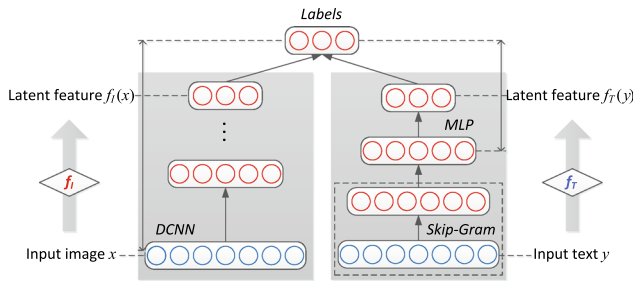 Labels
Latent feature f_I(x)
Latent feature f_T(y)
MLP
f_I
f_T
DCNN
Skip-Gram
Input image x
Input text y